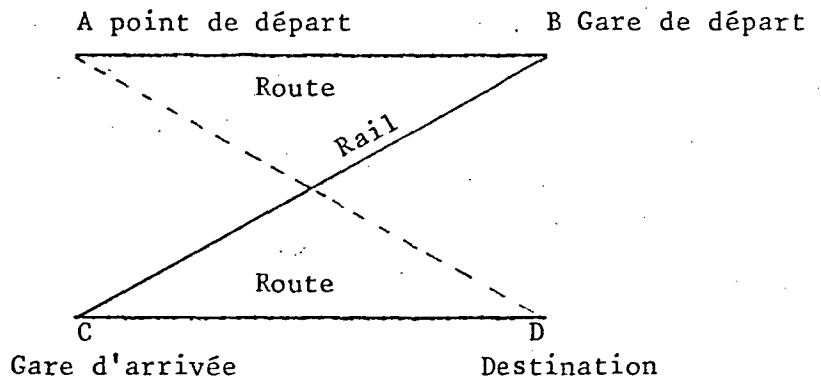 A point de départ B Gare de départ
Route
Rail
Route
C D
Gare d'arrivée Destination